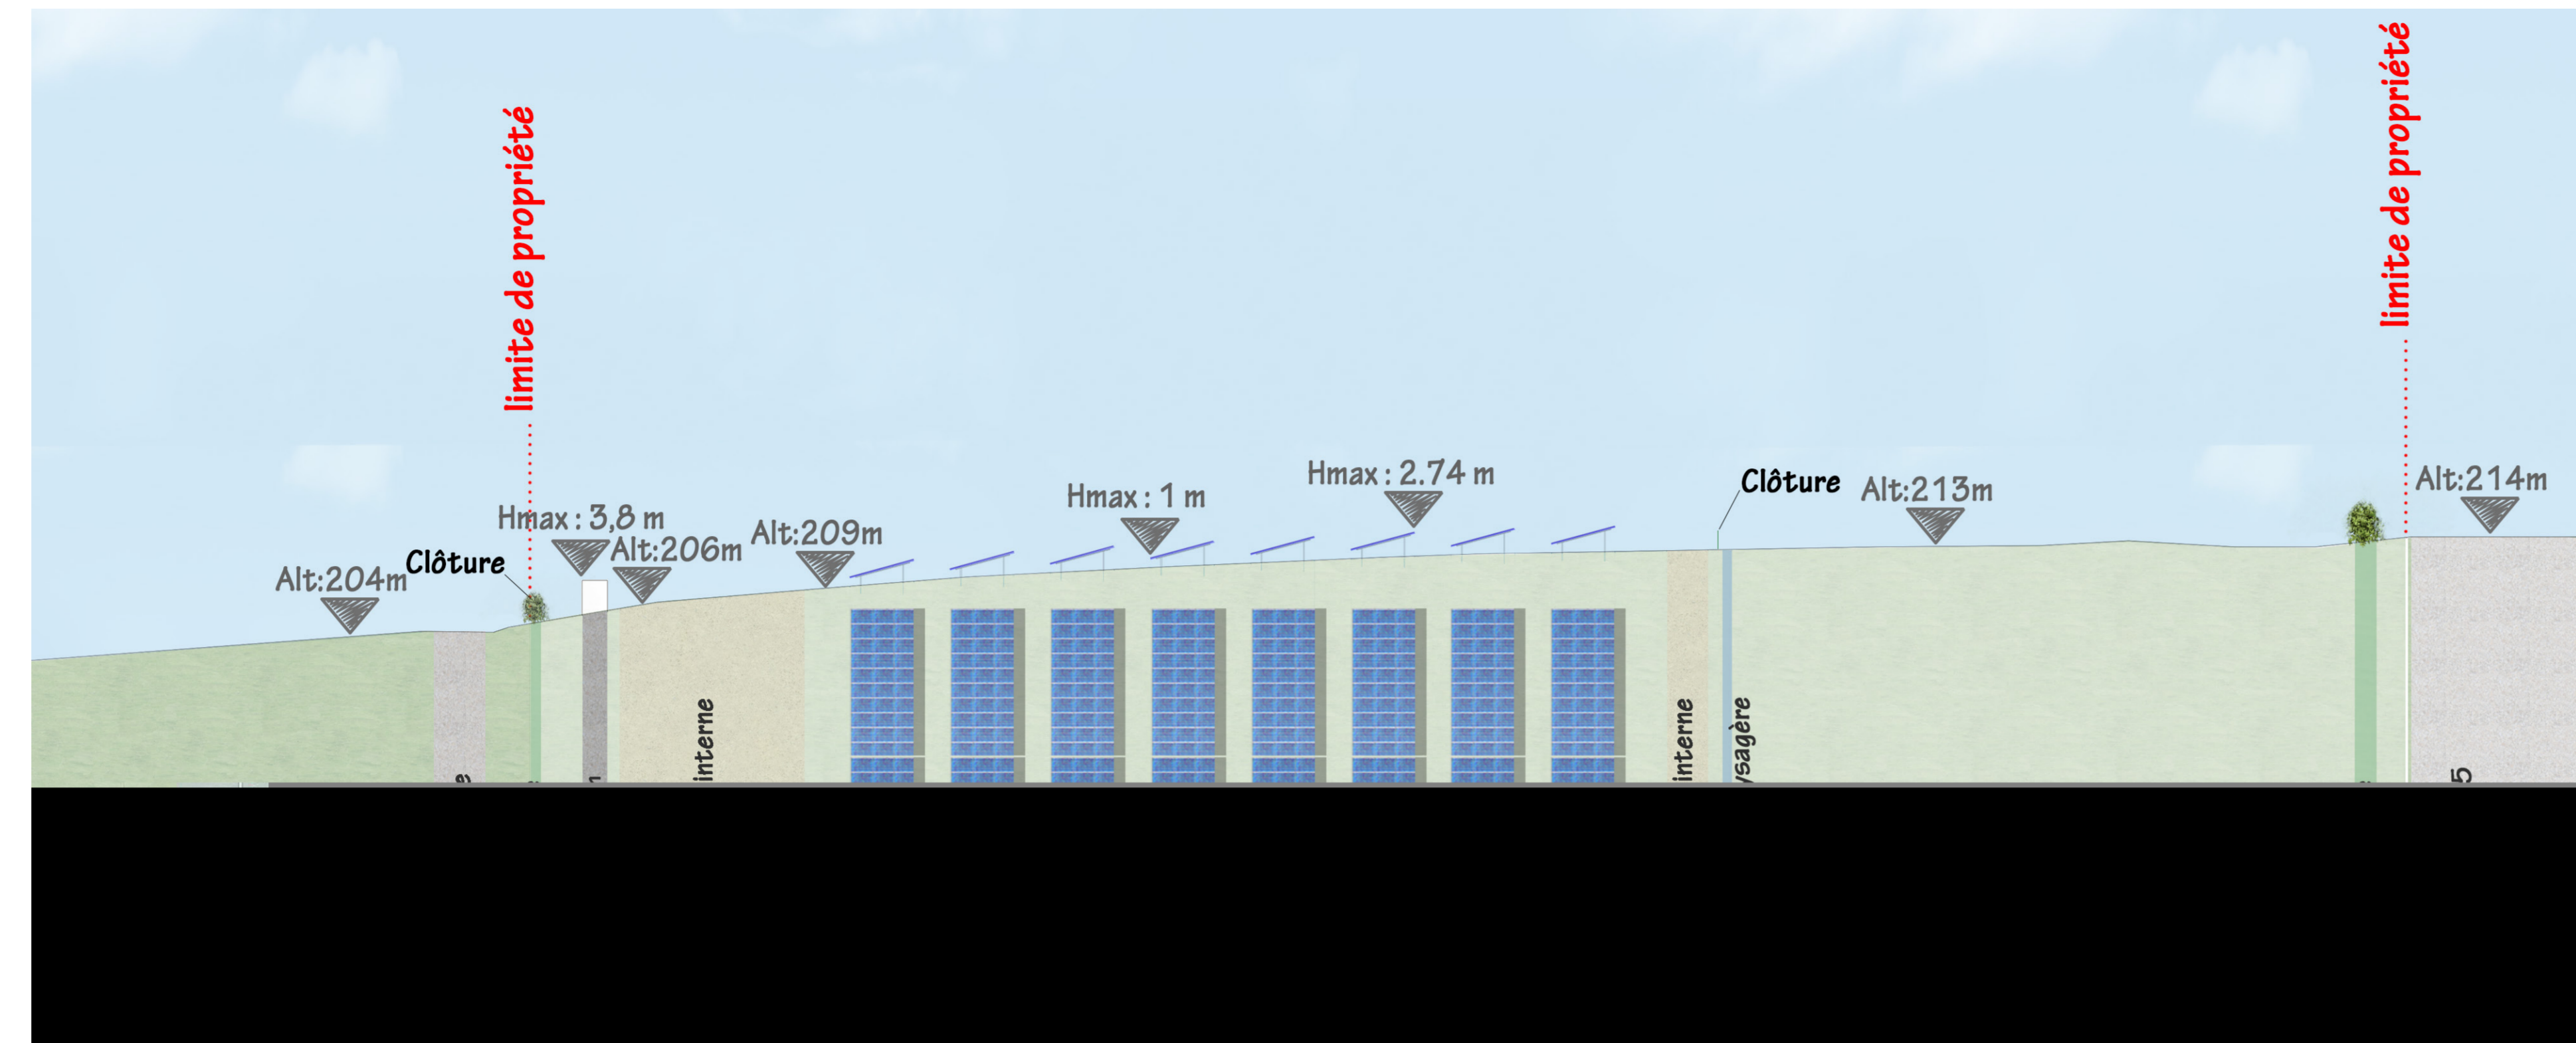 limite de propriété
limite de propriété
Hmax : 2.74 m
Clôture
Alt:213m
Alt:214m
Hmax : 1 m
Hmax : 3,8 m
Alt:206m
Alt:209m
Clôture
Alt:204m
interne
interne
ysagère
e
n
5